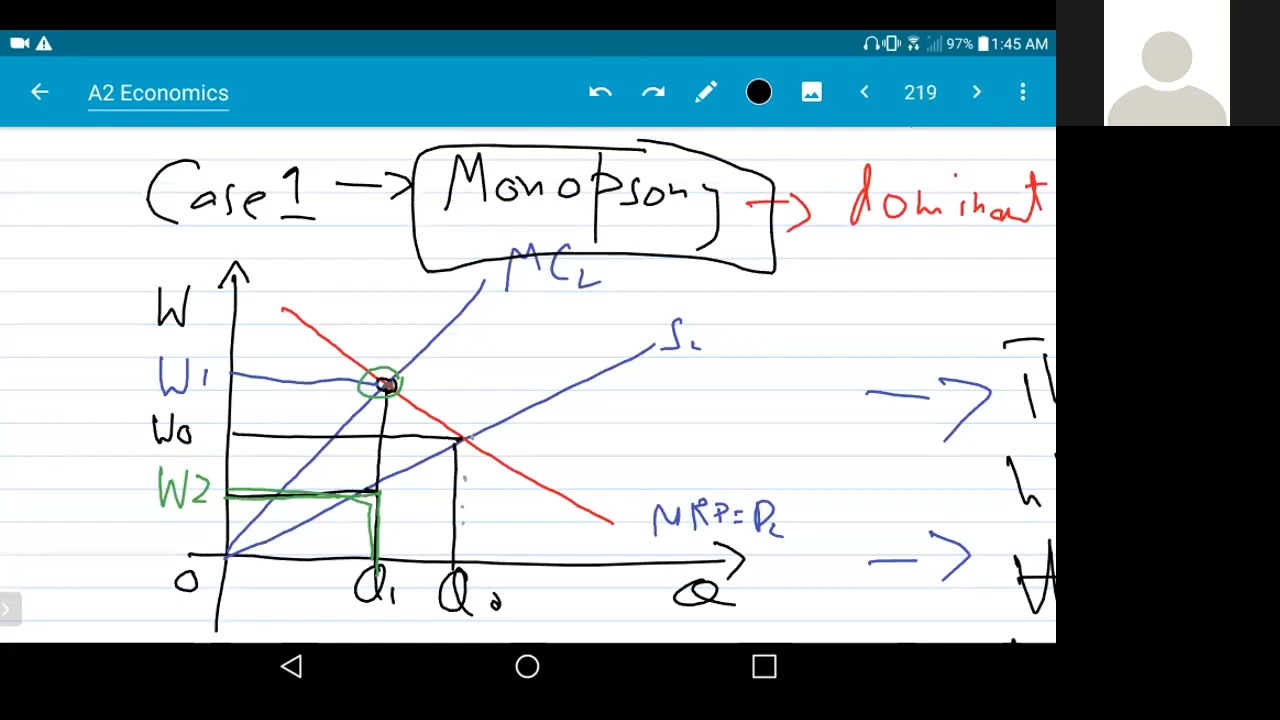 97% 1:45 AM
A2 Economics
219
Case 1 → Monopsony → dominant
MCL
W
SL
W1
W0
W2
MRP = DL
0
Q1
Q0
Q